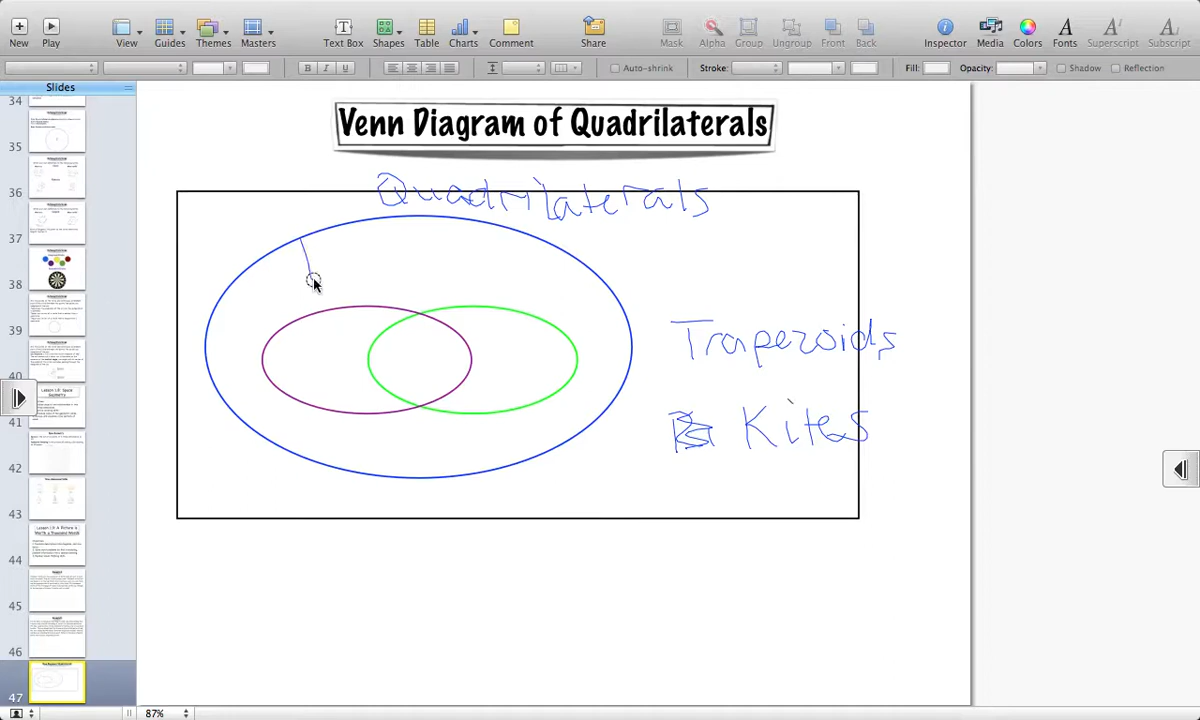 New Play View Guides Themes Masters Text Box Shapes Table Charts Comment Share Mask Alpha Group Ungroup Front Back Inspector Media Colors Fonts Superscript Subscript
B I U Auto-shrink Stroke: Fill: Opacity: Shadow Reflection
Slides
34
35
36
37
38
39
40
41
42
43
44
45
46
47
Venn Diagram of Quadrilaterals
Quadrilaterals
Trapezoids
Kites
87%